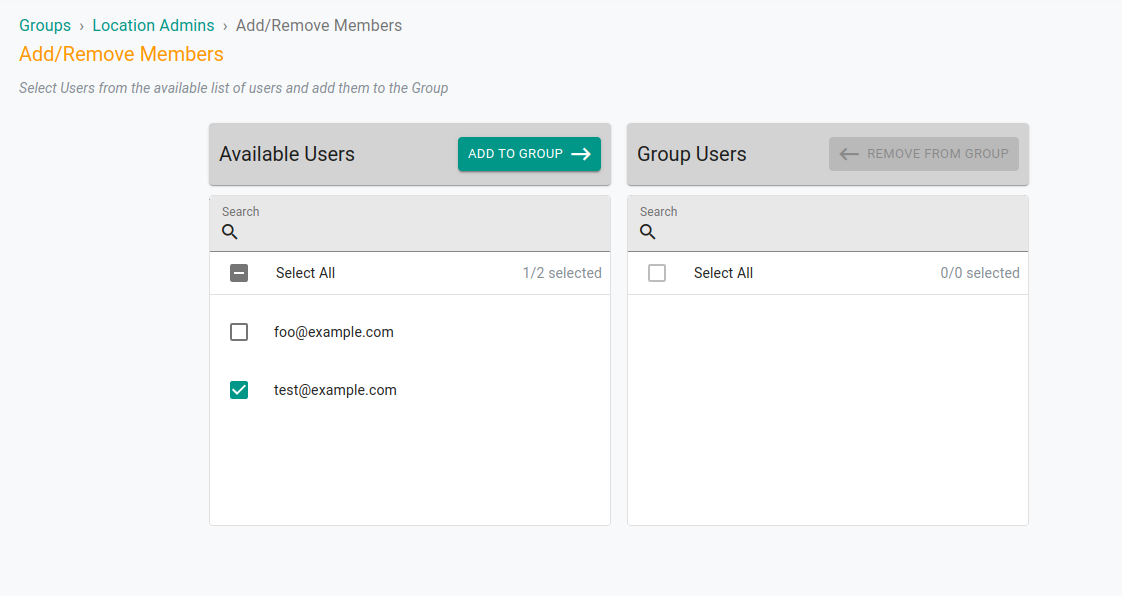 Groups › Location Admins › Add/Remove Members
Add/Remove Members
Select Users from the available list of users and add them to the Group
Available Users
ADD TO GROUP
Search
Select All
1/2 selected
foo@example.com
test@example.com
Group Users
REMOVE FROM GROUP
Search
Select All
0/0 selected